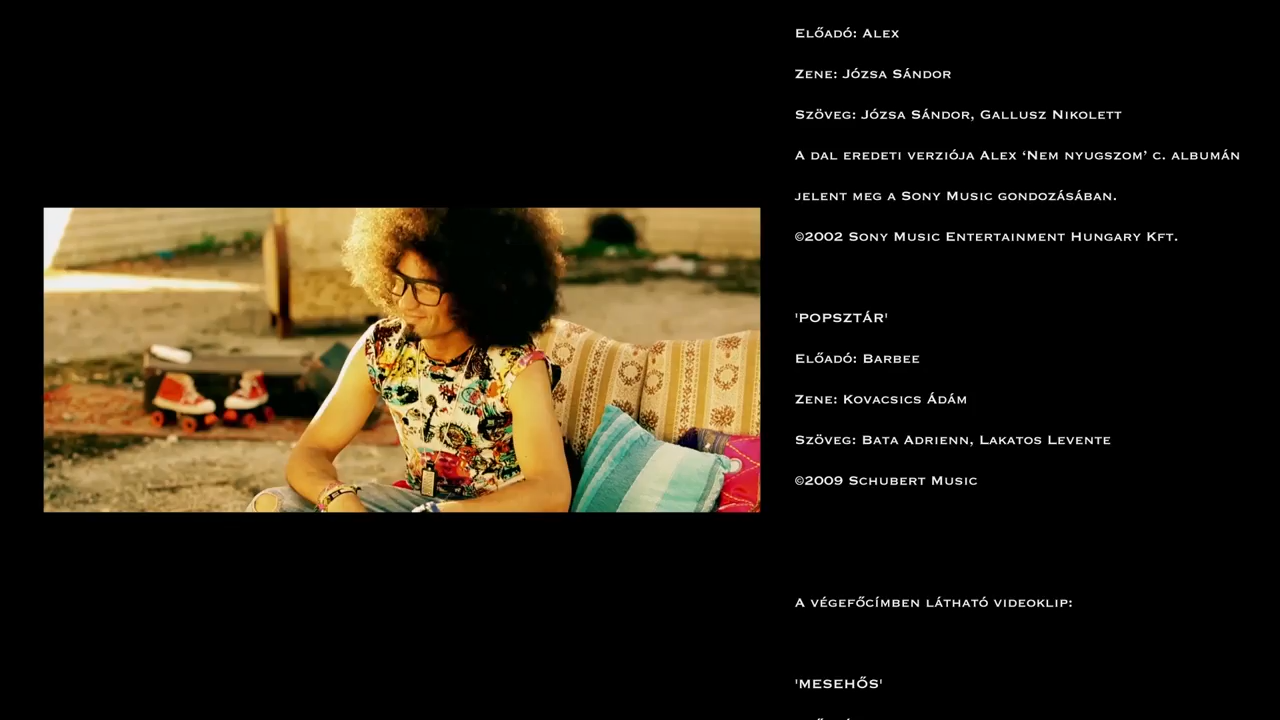 Előadó: Alex
Zene: Józsa Sándor
Szöveg: Józsa Sándor, Gallusz Nikolett
A dal eredeti verziója Alex ‘Nem nyugszom’ c. albumán
jelent meg a Sony Music gondozásában.
©2002 Sony Music Entertainment Hungary Kft.
'POPSZTÁR'
Előadó: Barbee
Zene: Kovacsics Ádám
Szöveg: Bata Adrienn, Lakatos Levente
©2009 Schubert Music
A végefőcímben látható videoklip:
'MESEHŐS'